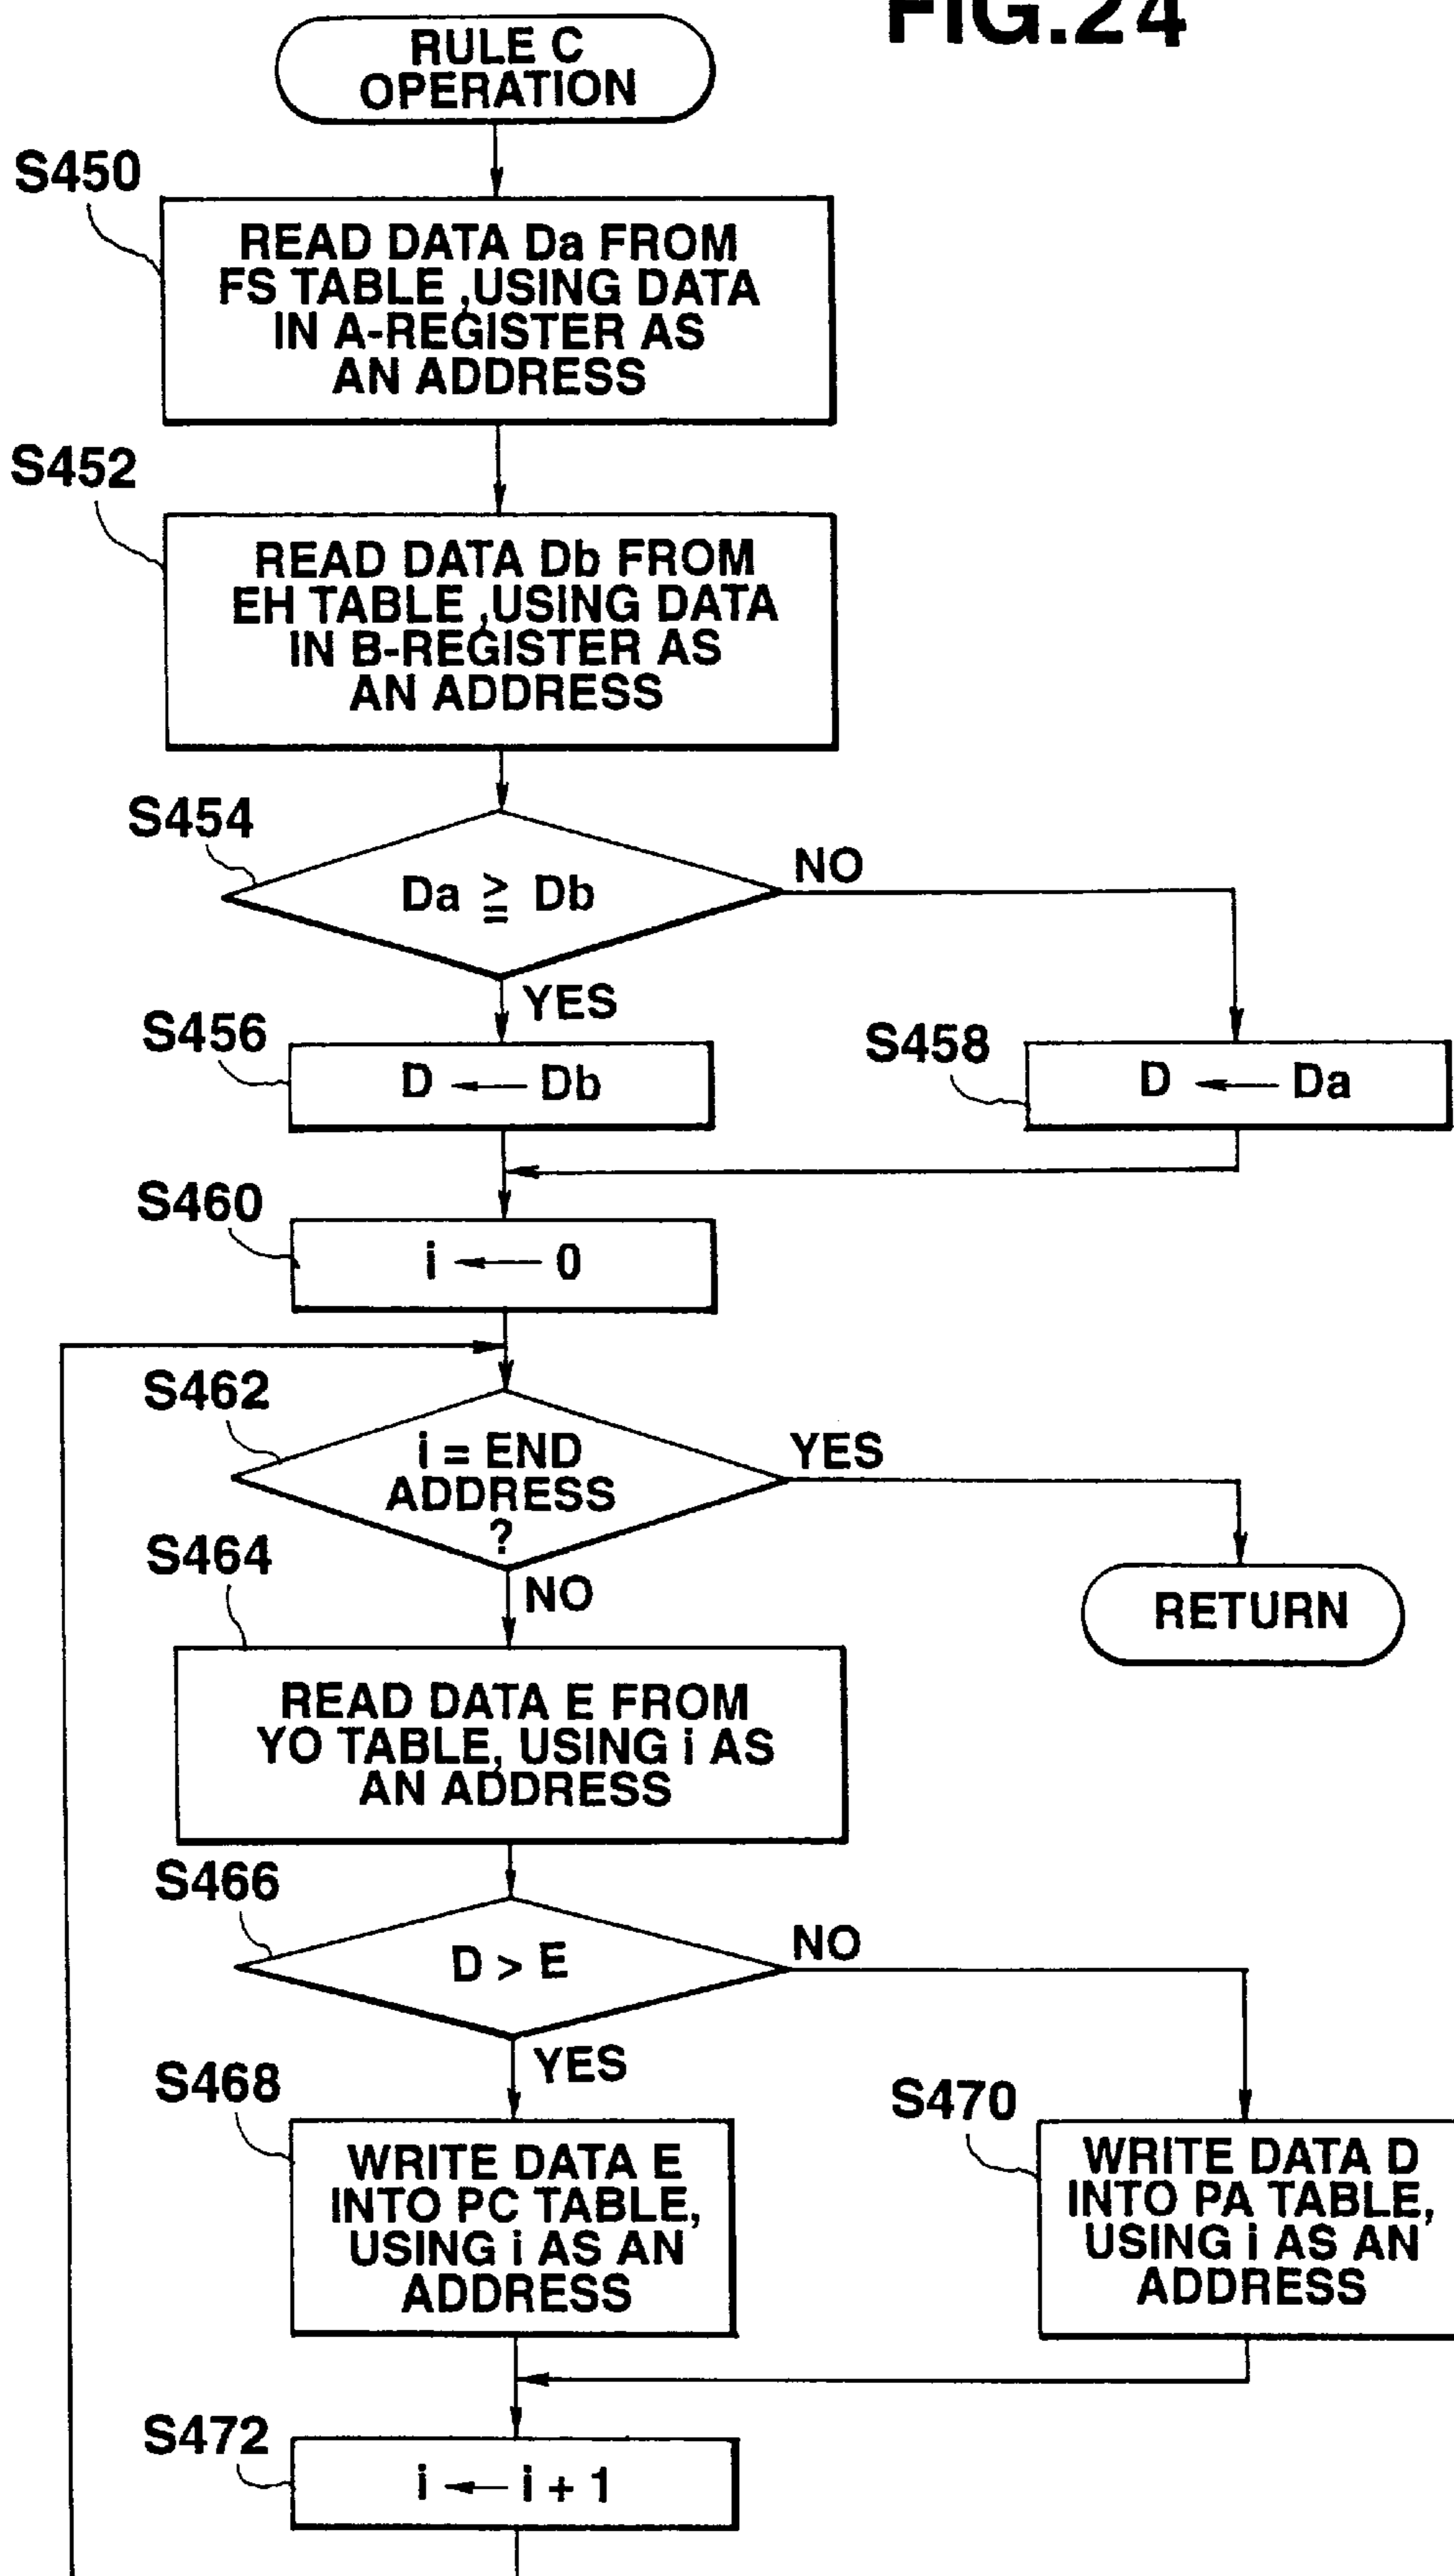 FIG.24
RULE C
OPERATION
S450
READ DATA Da FROM
FS TABLE ,USING DATA
IN A-REGISTER AS
AN ADDRESS
S452
READ DATA Db FROM
EH TABLE ,USING DATA
IN B-REGISTER AS
AN ADDRESS
S454
Da ≧ Db
NO
YES
S456
D ← Db
S458
D ← Da
S460
i ← 0
S462
i = END
ADDRESS
?
YES
NO
RETURN
S464
READ DATA E FROM
YO TABLE, USING i AS
AN ADDRESS
S466
D > E
NO
YES
S468
WRITE DATA E
INTO PC TABLE,
USING i AS AN
ADDRESS
S470
WRITE DATA D
INTO PA TABLE,
USING i AS AN
ADDRESS
S472
i ← i + 1